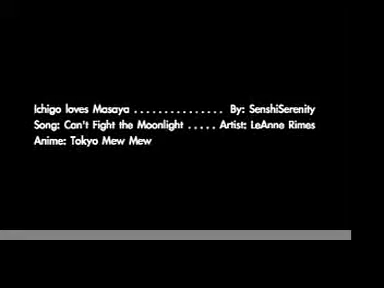 Ichigo loves Masaya . . . . . . . . . . . . . . . By: SenshiSerenity
Song: Can't Fight the Moonlight . . . . . Artist: LeAnne Rimes
Anime: Tokyo Mew Mew